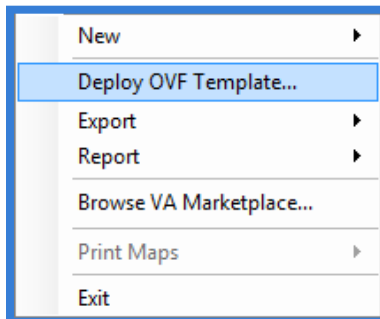 New
Deploy OVF Template...
Export
Report
Browse VA Marketplace...
Print Maps
Exit